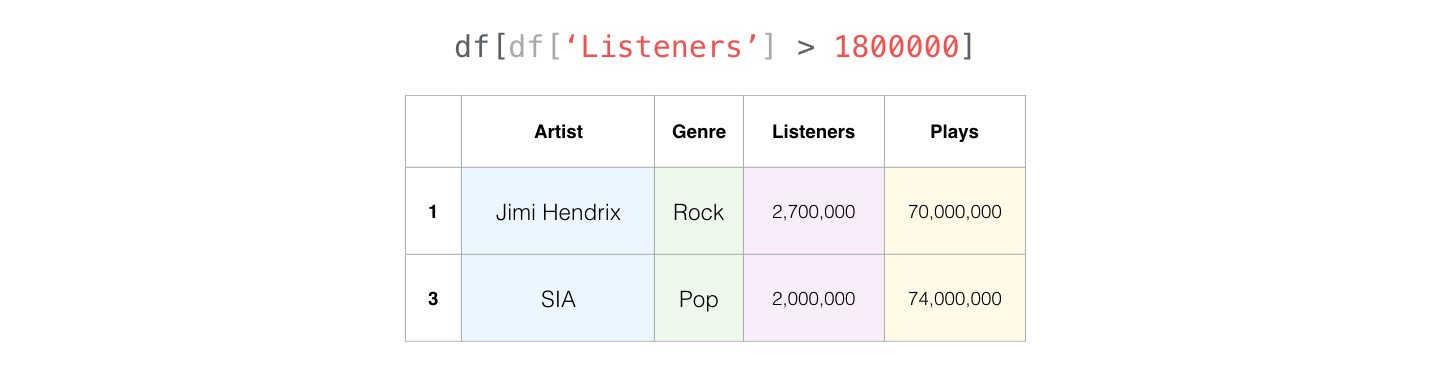 df[df[‘Listeners’] > 1800000]
Artist Genre Listeners Plays
1 Jimi Hendrix Rock 2,700,000 70,000,000
3 SIA Pop 2,000,000 74,000,000